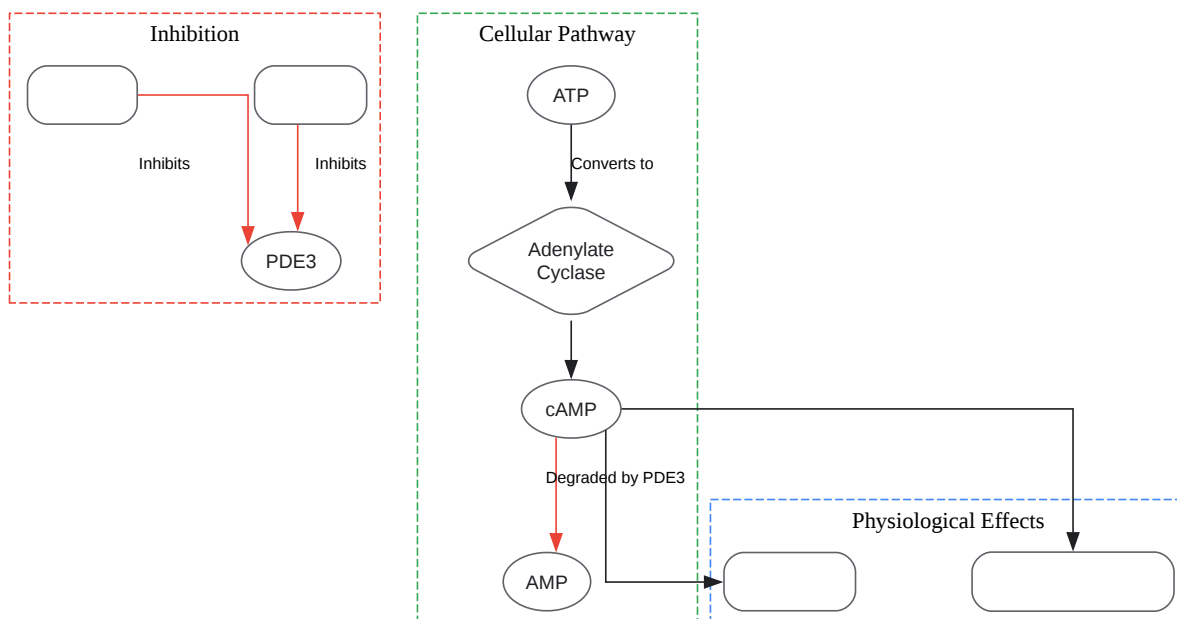 Inhibition
Inhibits
Inhibits
PDE3
Cellular Pathway
ATP
Converts to
Adenylate
Cyclase
cAMP
Degraded by PDE3
AMP
Physiological Effects